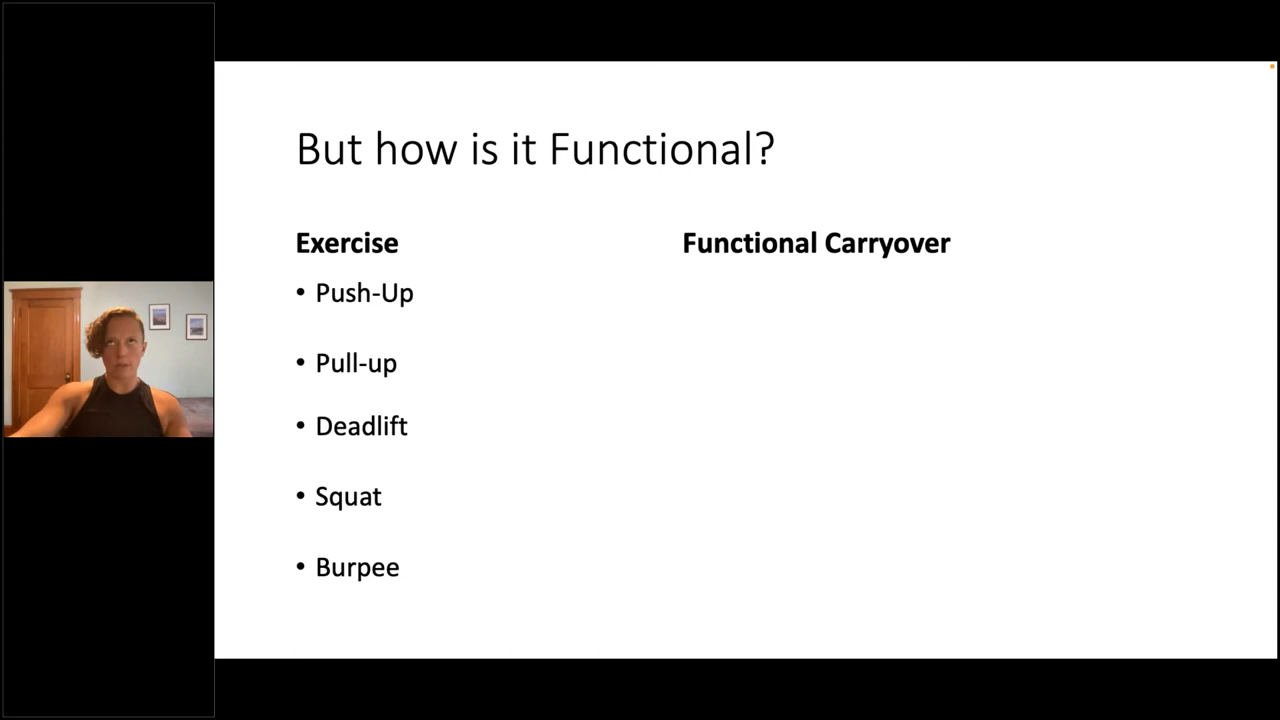 But how is it Functional?
Exercise
• Push-Up
• Pull-up
• Deadlift
• Squat
• Burpee
Functional Carryover